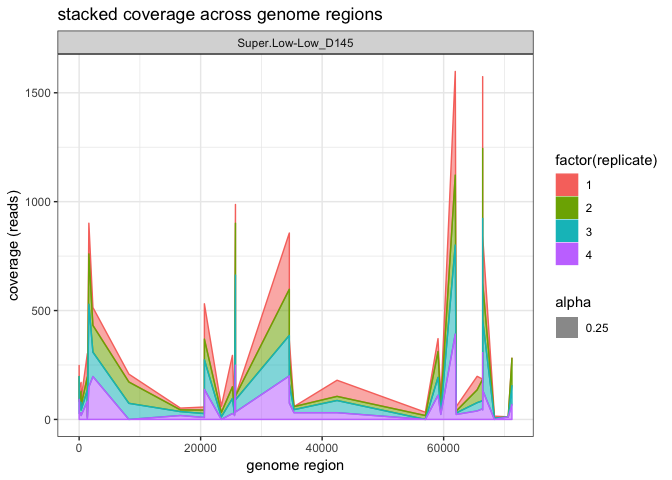 stacked coverage across genome regions
Super.Low-Low_D145
1500
1000
500
0
coverage (reads)
0 20000 40000 60000
genome region
factor(replicate)
1
2
3
4
alpha
0.25